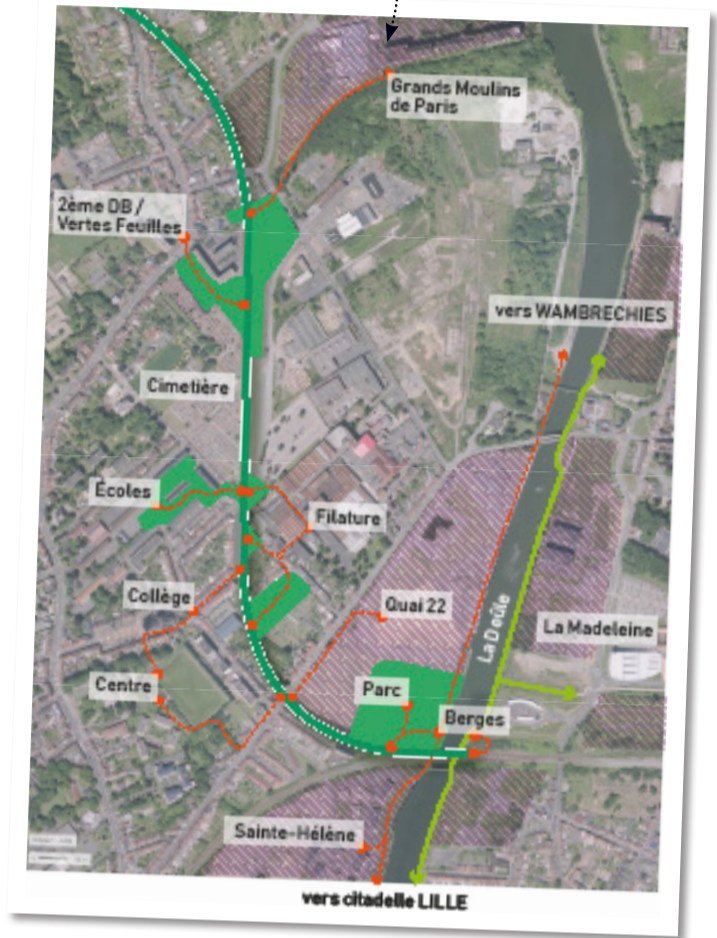 Grands Moulins
de Paris
2ème DB /
Vertes Feuilles
vers WAMBRECHIES
Cimetière
Écoles
Filature
Collège
Quai 22
La Deûle
La Madeleine
Centre
Parc
Berges
Sainte-Hélène
vers citadelle LILLE